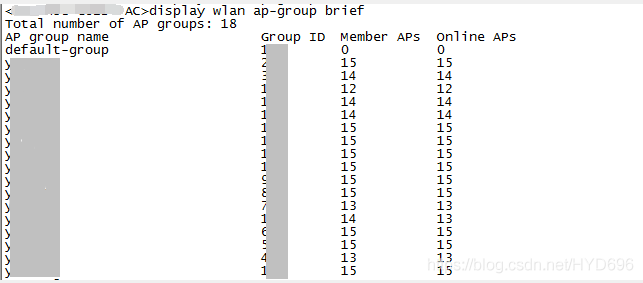 AC>display wlan ap-group brief
Total number of AP groups: 18
AP group name Group ID Member APs Online APs
default-group 1 0 0
y 2 15 15
y 3 14 14
y 1 12 12
y 1 14 14
y 1 14 14
y 1 15 15
y 1 15 15
y 1 15 15
y 1 15 15
y 9 15 15
y 8 15 15
y 7 13 13
y 1 14 13
y 6 15 15
y 5 15 15
y 4 13 13
y 1 15 15
https://blog.csdn.net/HYD696